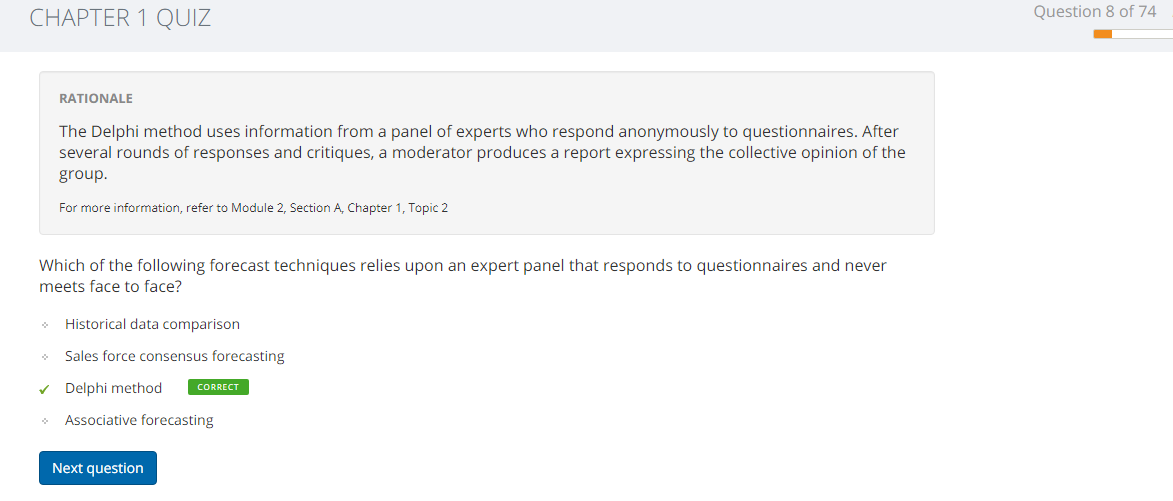 CHAPTER 1 QUIZ
Question 8 of 74
RATIONALE
The Delphi method uses information from a panel of experts who respond anonymously to questionnaires. After
several rounds of responses and critiques, a moderator produces a report expressing the collective opinion of the
group.
For more information, refer to Module 2, Section A, Chapter 1, Topic 2
Which of the following forecast techniques relies upon an expert panel that responds to questionnaires and never
meets face to face?
Historical data comparison
Sales force consensus forecasting
Delphi method CORRECT
Associative forecasting
Next question